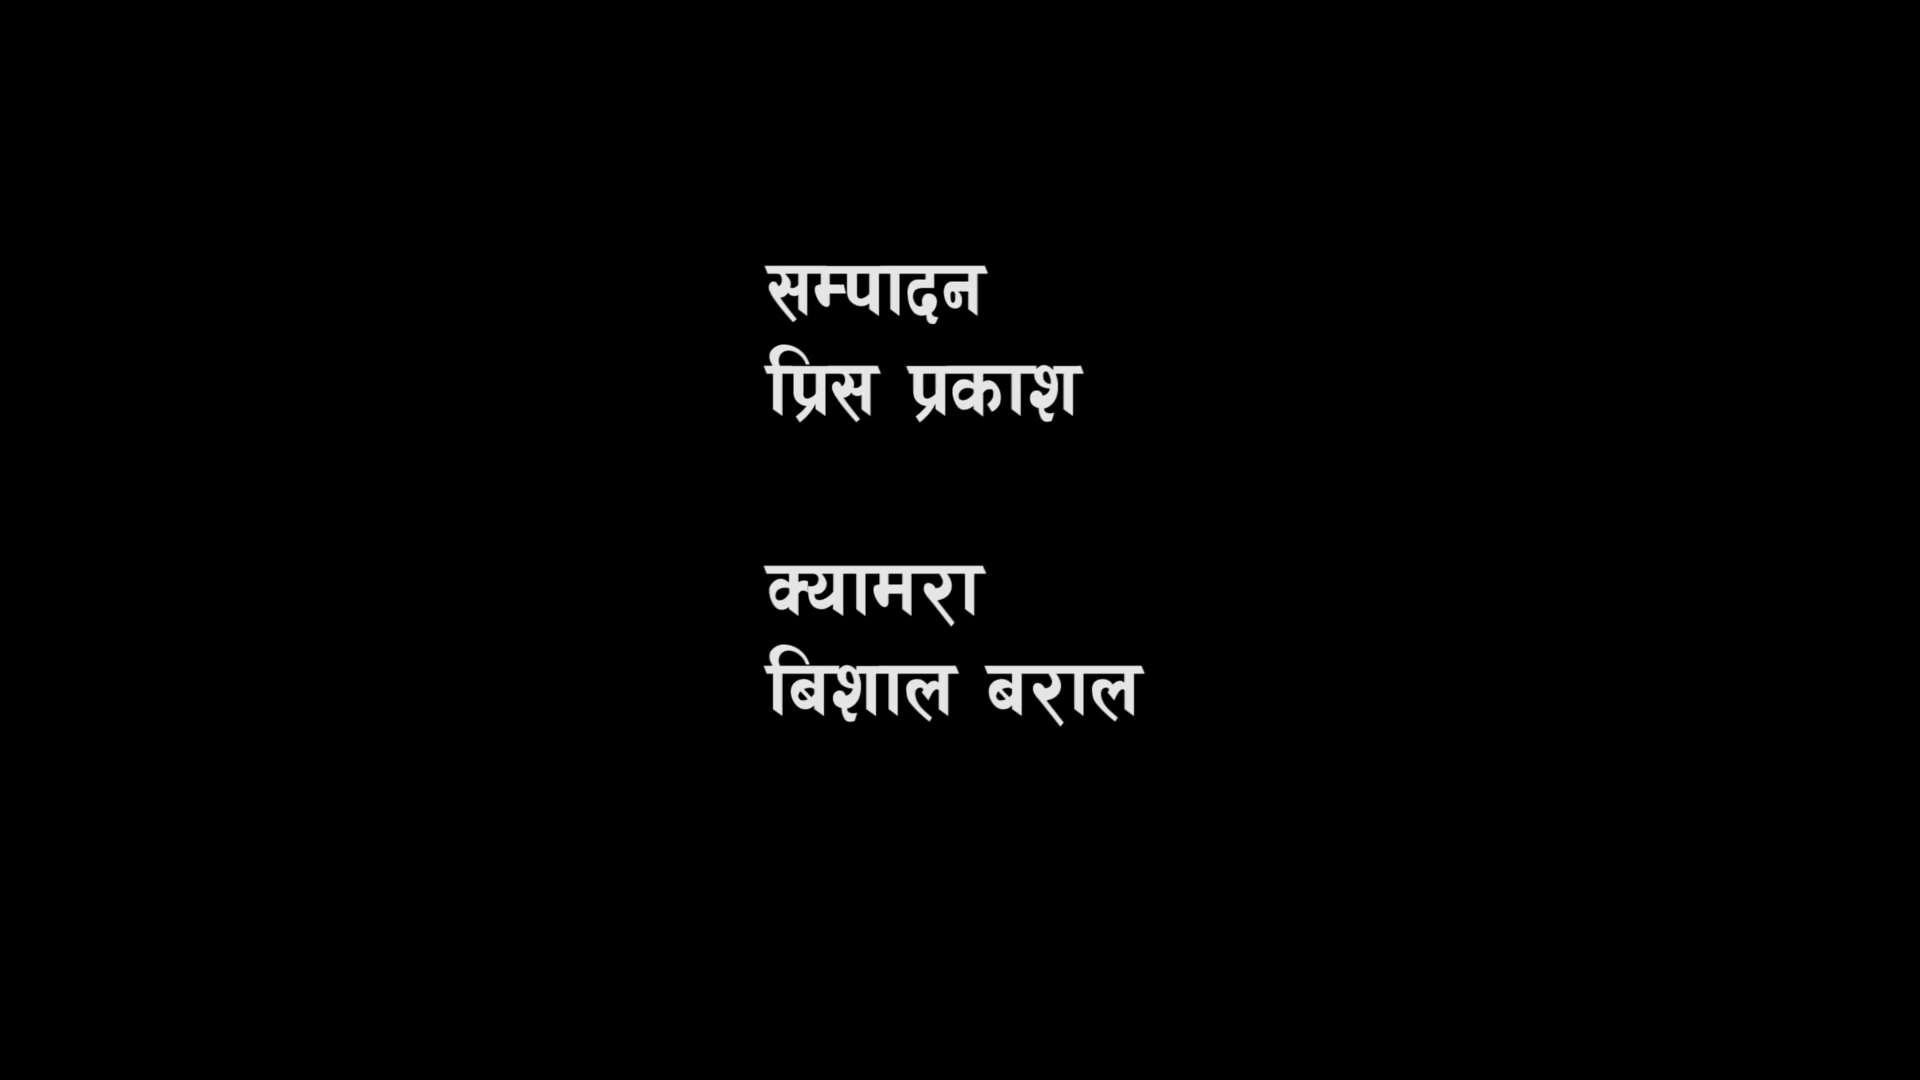 सम्पादन
प्रिस प्रकाश
क्यामरा
बिशाल बराल